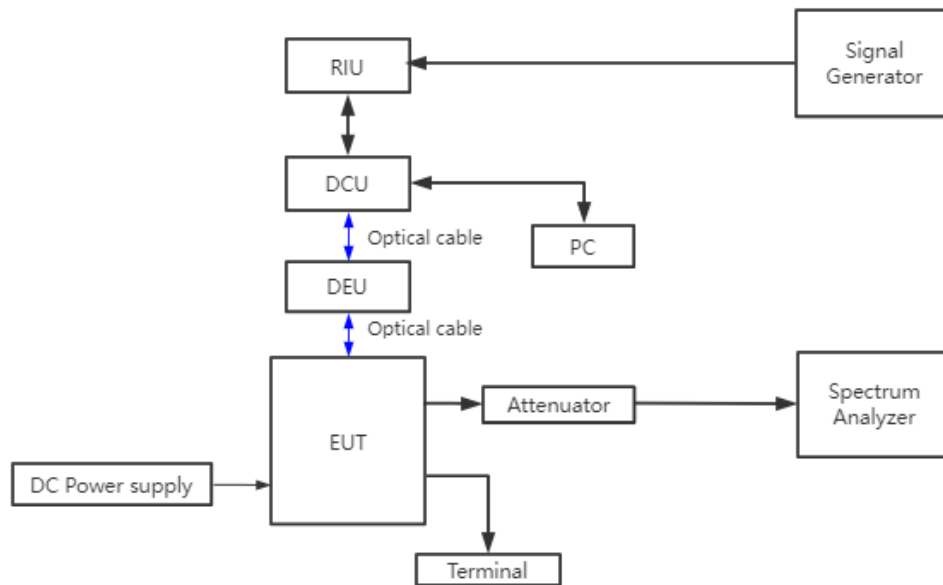 RIU
Signal
Generator
DCU
Optical cable
PC
DEU
Optical cable
EUT
Attenuator
Spectrum
Analyzer
DC Power supply
Terminal